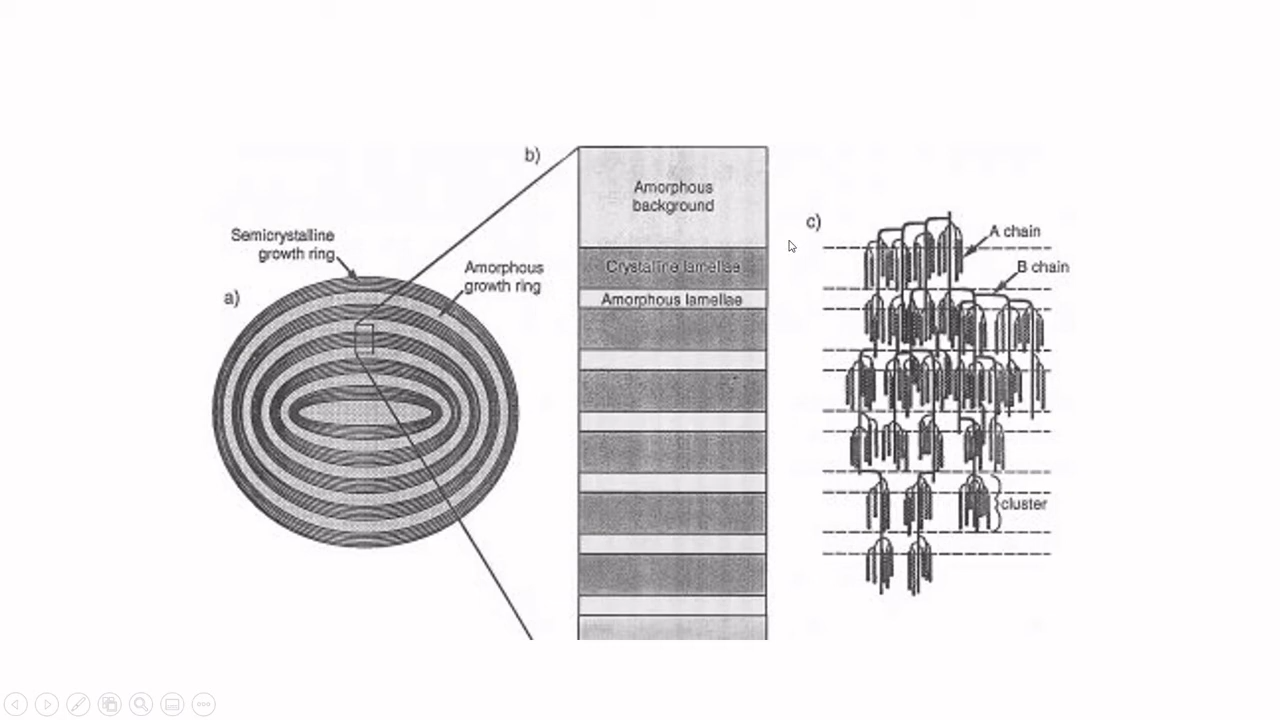 a)
Semicrystalline
growth ring
Amorphous
growth ring
b)
Amorphous
background
Crystalline lamellae
Amorphous lamellae
c)
A chain
B chain
cluster